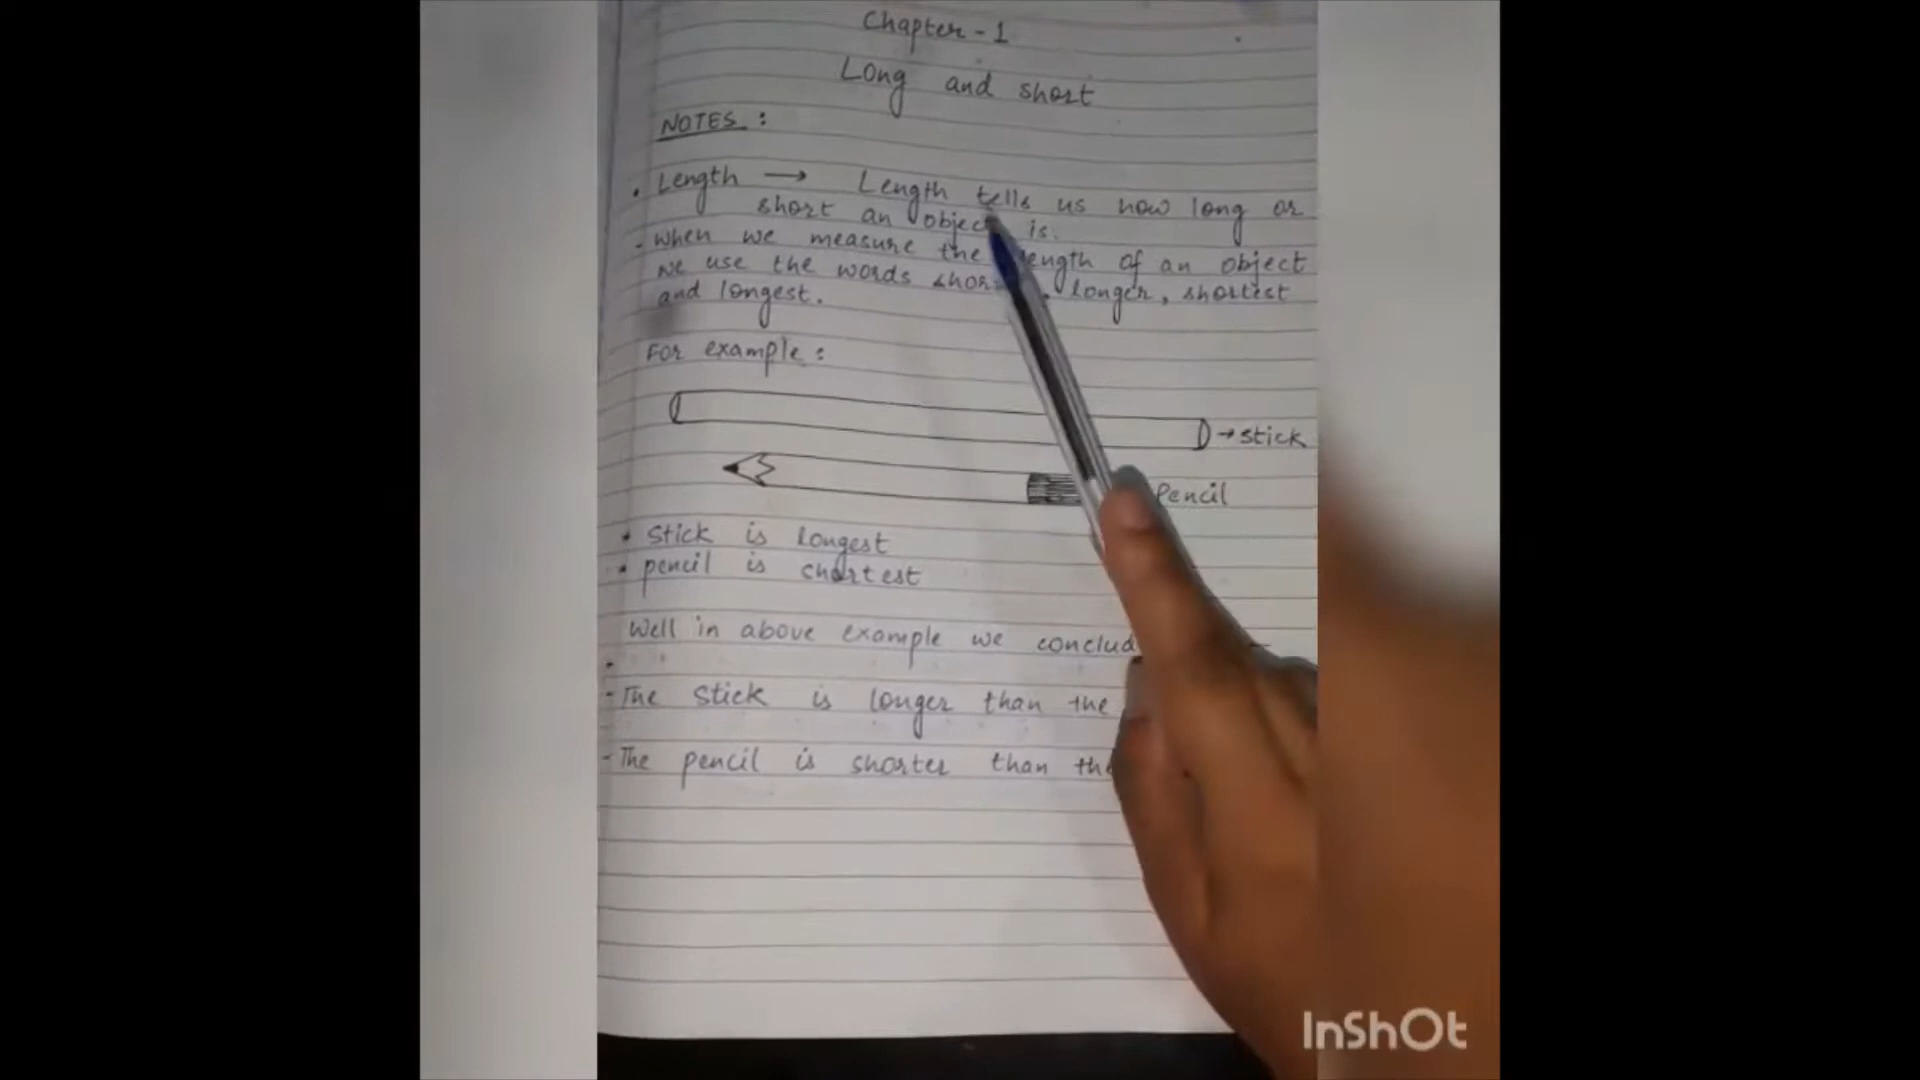 Chapter - 1
Long and short
NOTES :
• Length → Length tells us how long or
short an object is.
- When we measure the length of an object
we use the words longer, shortest
and longest.
For example :
→ stick
Pencil
• Stick is longest
• pencil is shortest
Well in above example we
- The stick is longer than the
- The pencil is shorter than the
InShOt